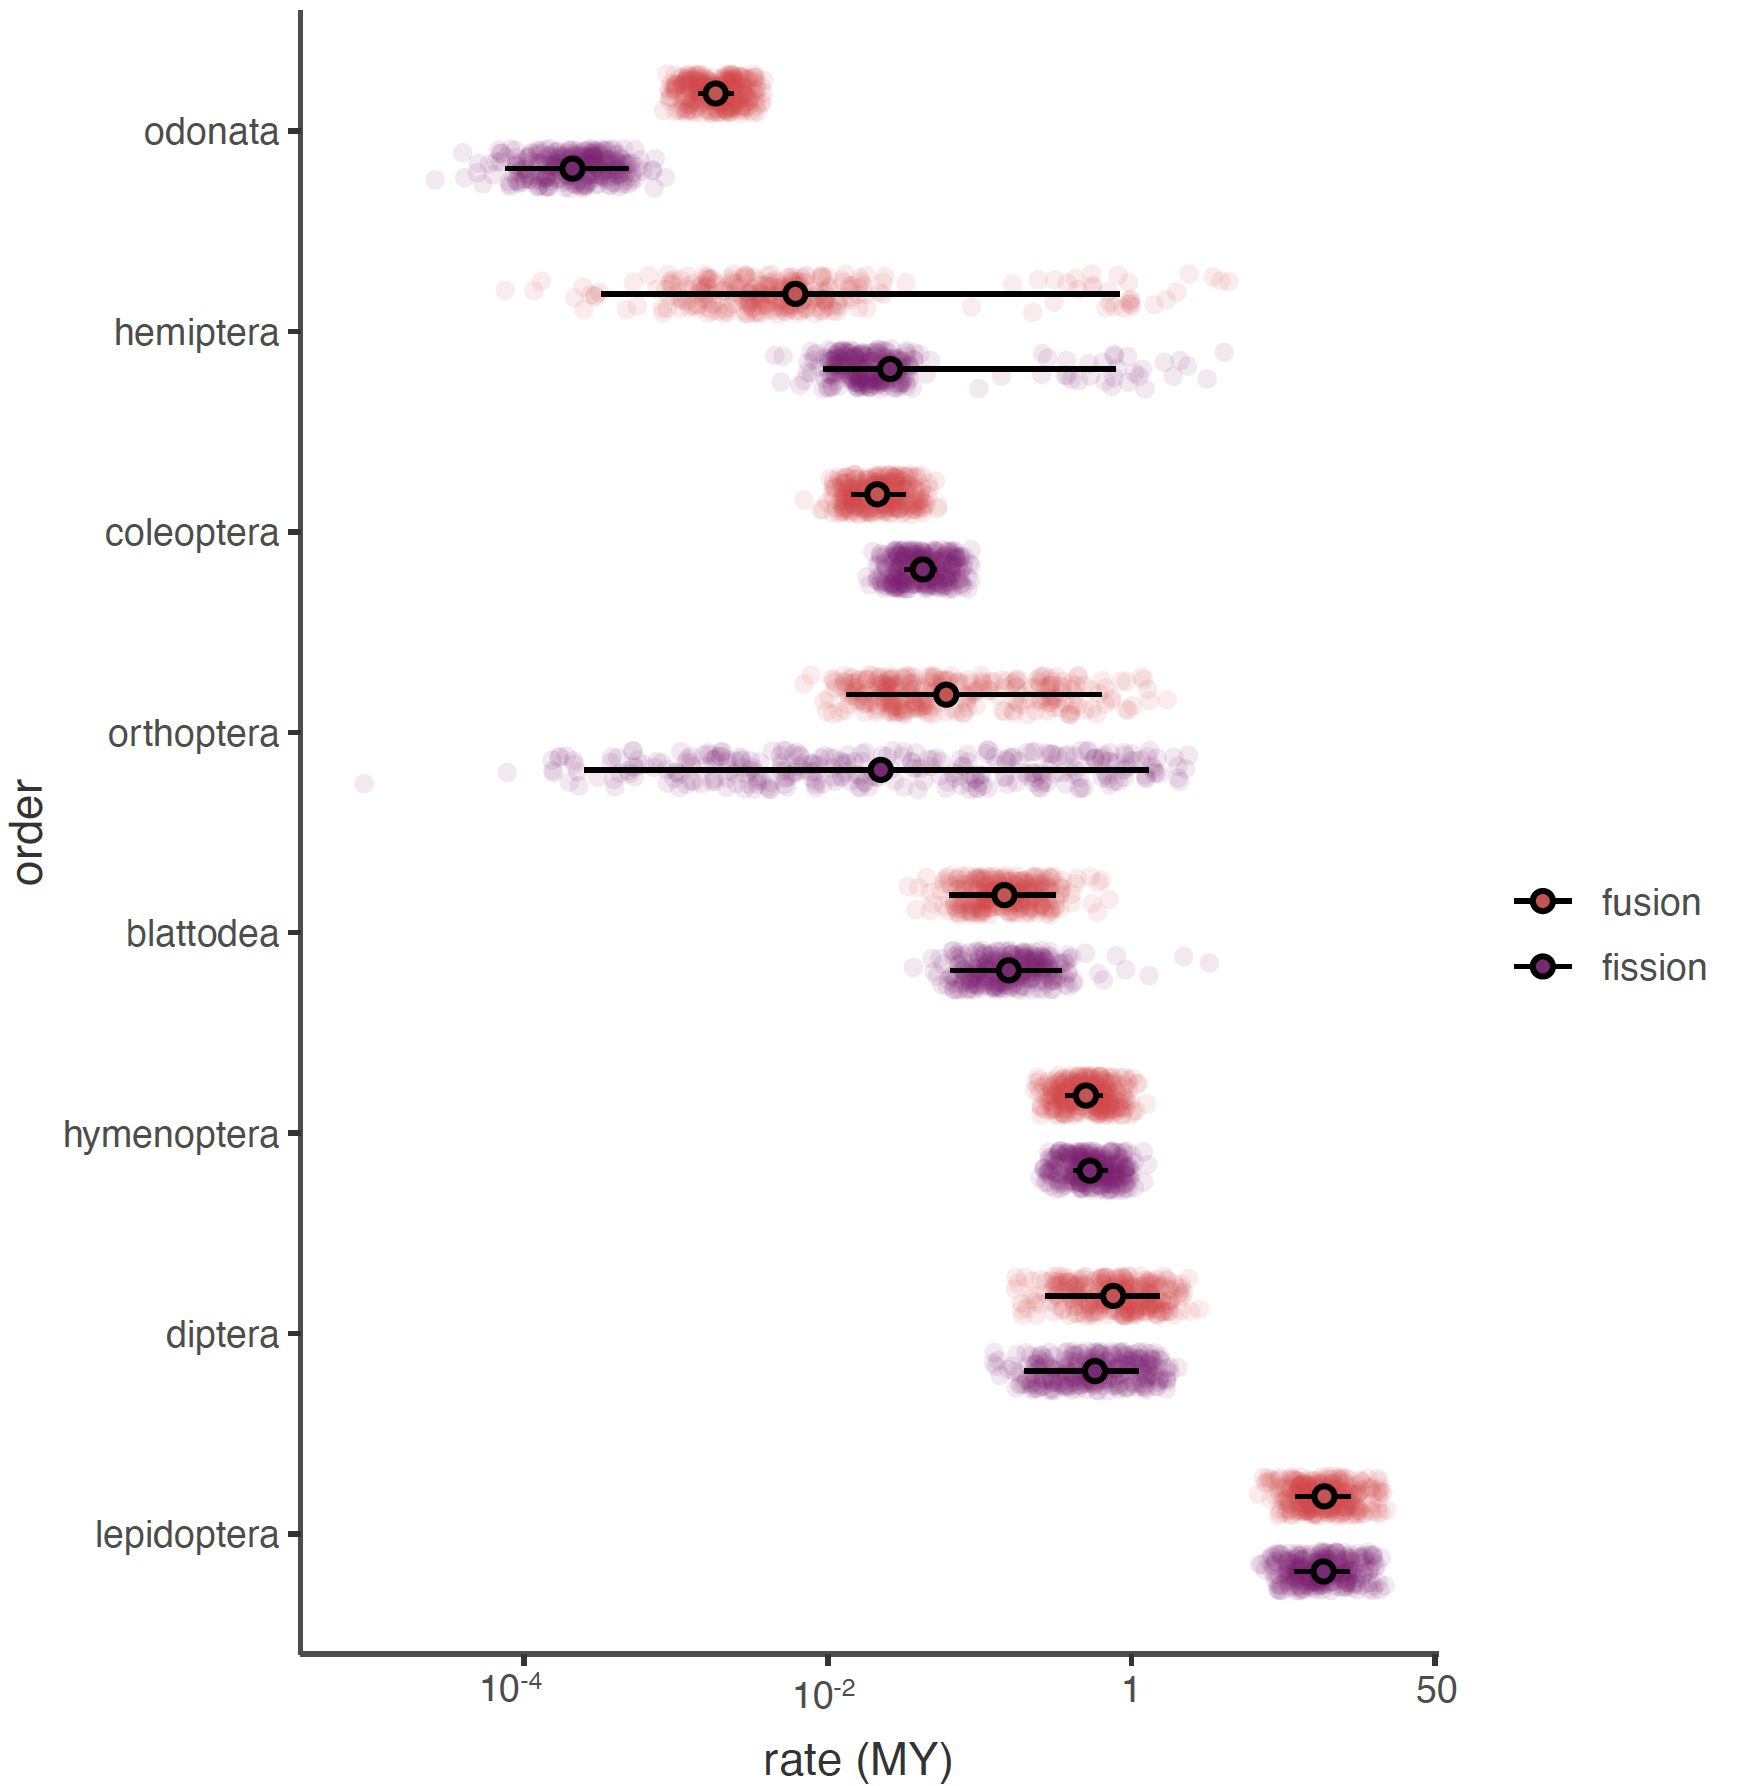 odonata
hemiptera
coleoptera
orthoptera
blattodea
hymenoptera
diptera
lepidoptera
order
fusion
fission
10⁻⁴ 10⁻² 1 50
rate (MY)